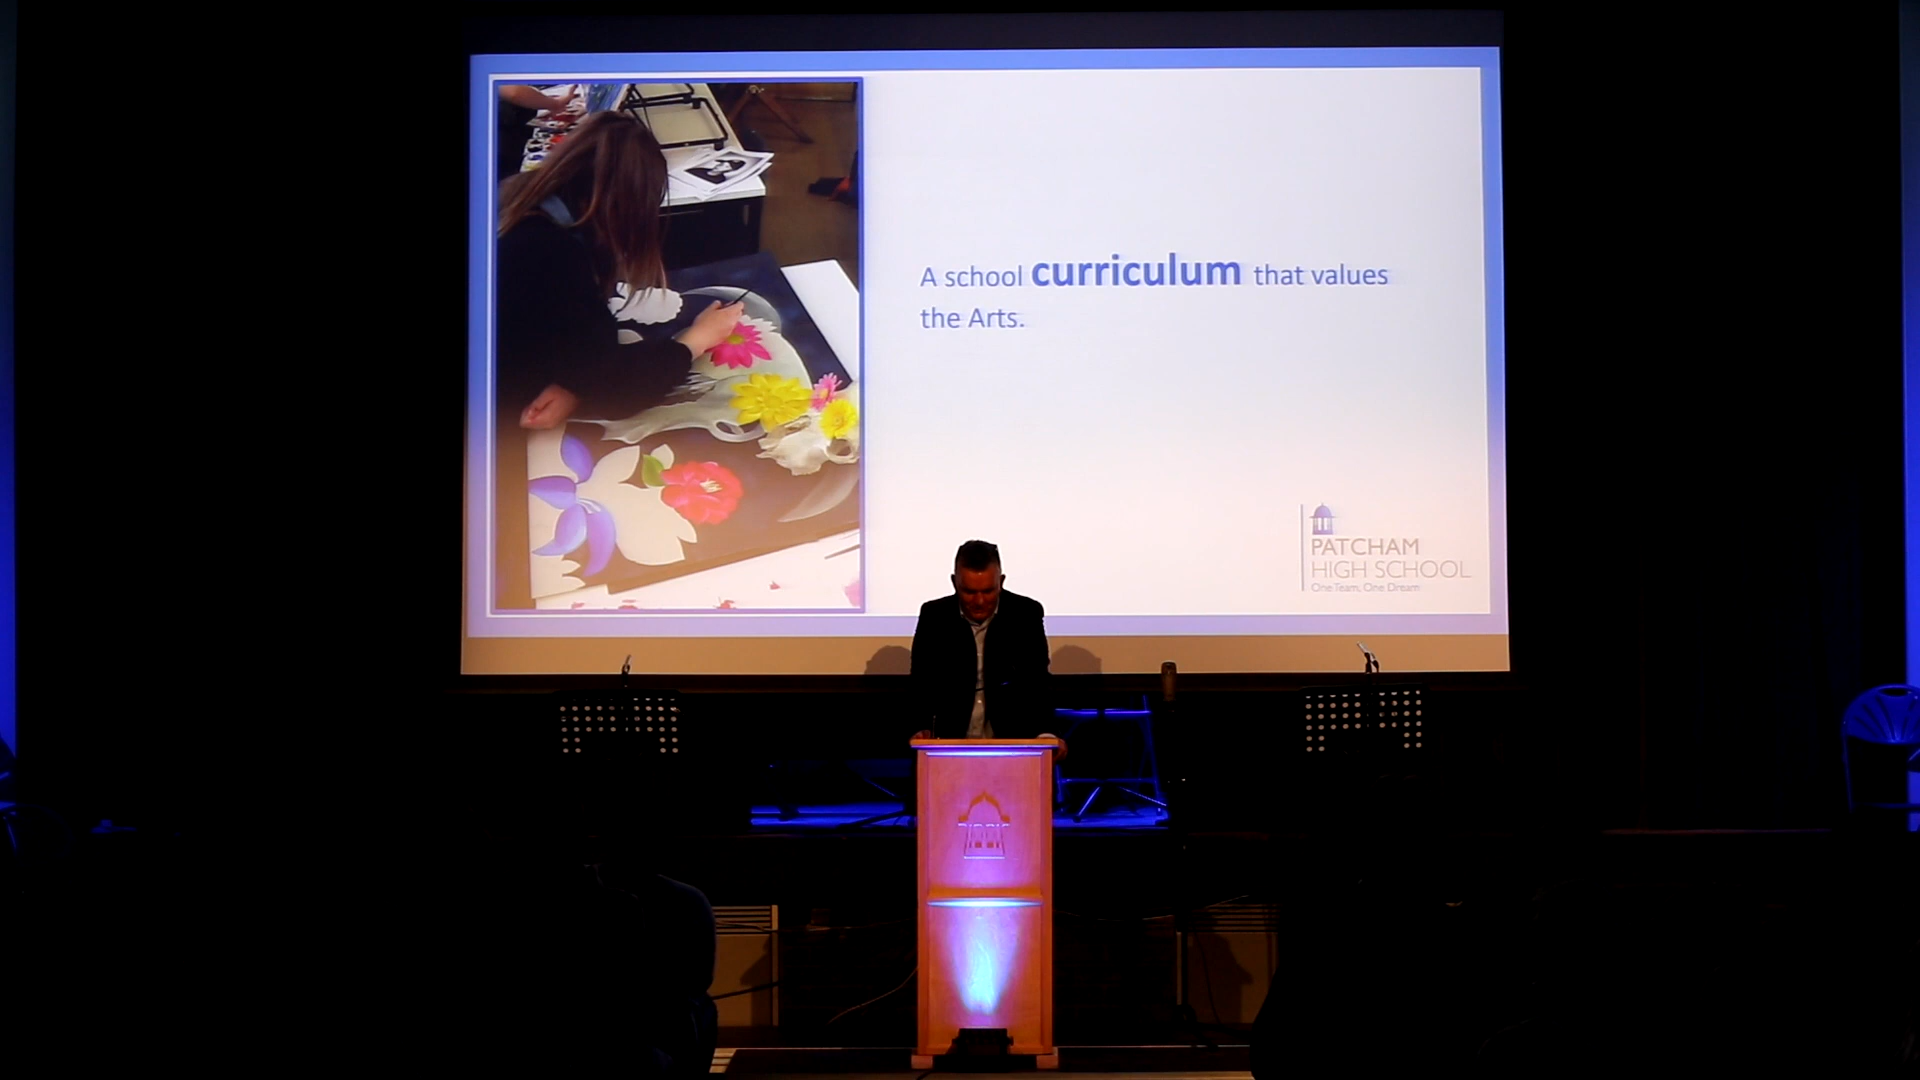 A school curriculum that values
the Arts.
PATCHAM
HIGH SCHOOL
One Team, One Dream